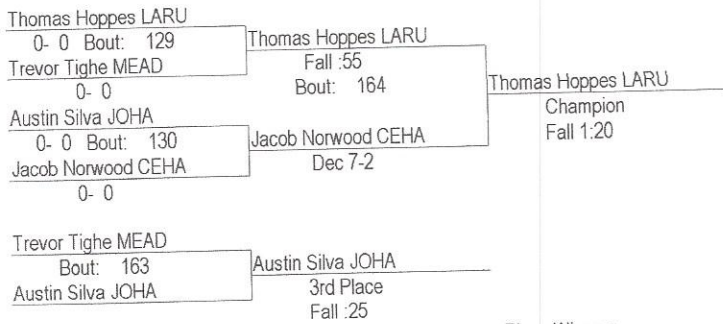 Thomas Hoppes LARU
0- 0 Bout: 129
Trevor Tighe MEAD
0- 0
Austin Silva JOHA
0- 0 Bout: 130
Jacob Norwood CEHA
0- 0
Thomas Hoppes LARU
Fall :55
Bout: 164
Jacob Norwood CEHA
Dec 7-2
Thomas Hoppes LARU
Champion
Fall 1:20
Trevor Tighe MEAD
Bout: 163
Austin Silva JOHA
Austin Silva JOHA
3rd Place
Fall :25